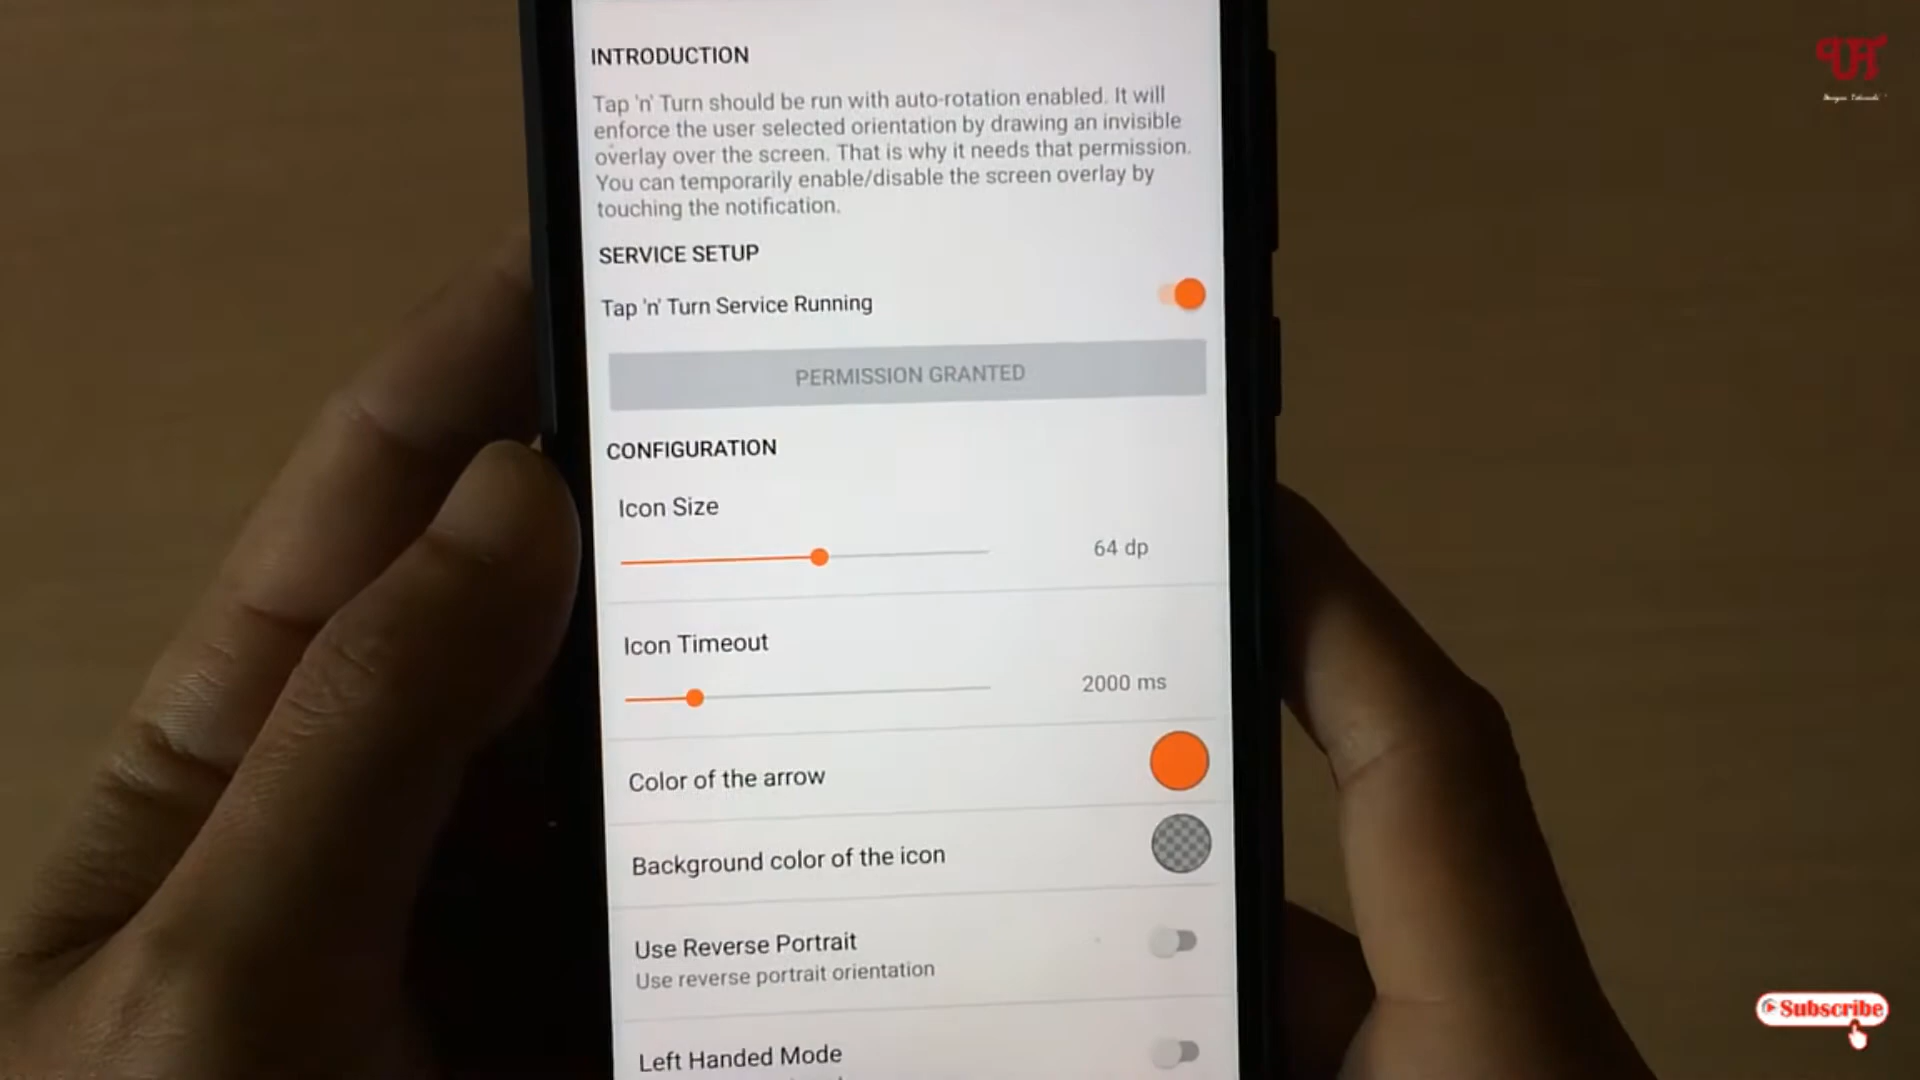 INTRODUCTION
Tap 'n' Turn should be run with auto-rotation enabled. It will
enforce the user selected orientation by drawing an invisible
overlay over the screen. That is why it needs that permission.
You can temporarily enable/disable the screen overlay by
touching the notification.
SERVICE SETUP
Tap 'n' Turn Service Running
PERMISSION GRANTED
CONFIGURATION
Icon Size
64 dp
Icon Timeout
2000 ms
Color of the arrow
Background color of the icon
Use Reverse Portrait
Use reverse portrait orientation
Left Handed Mode
Subscribe